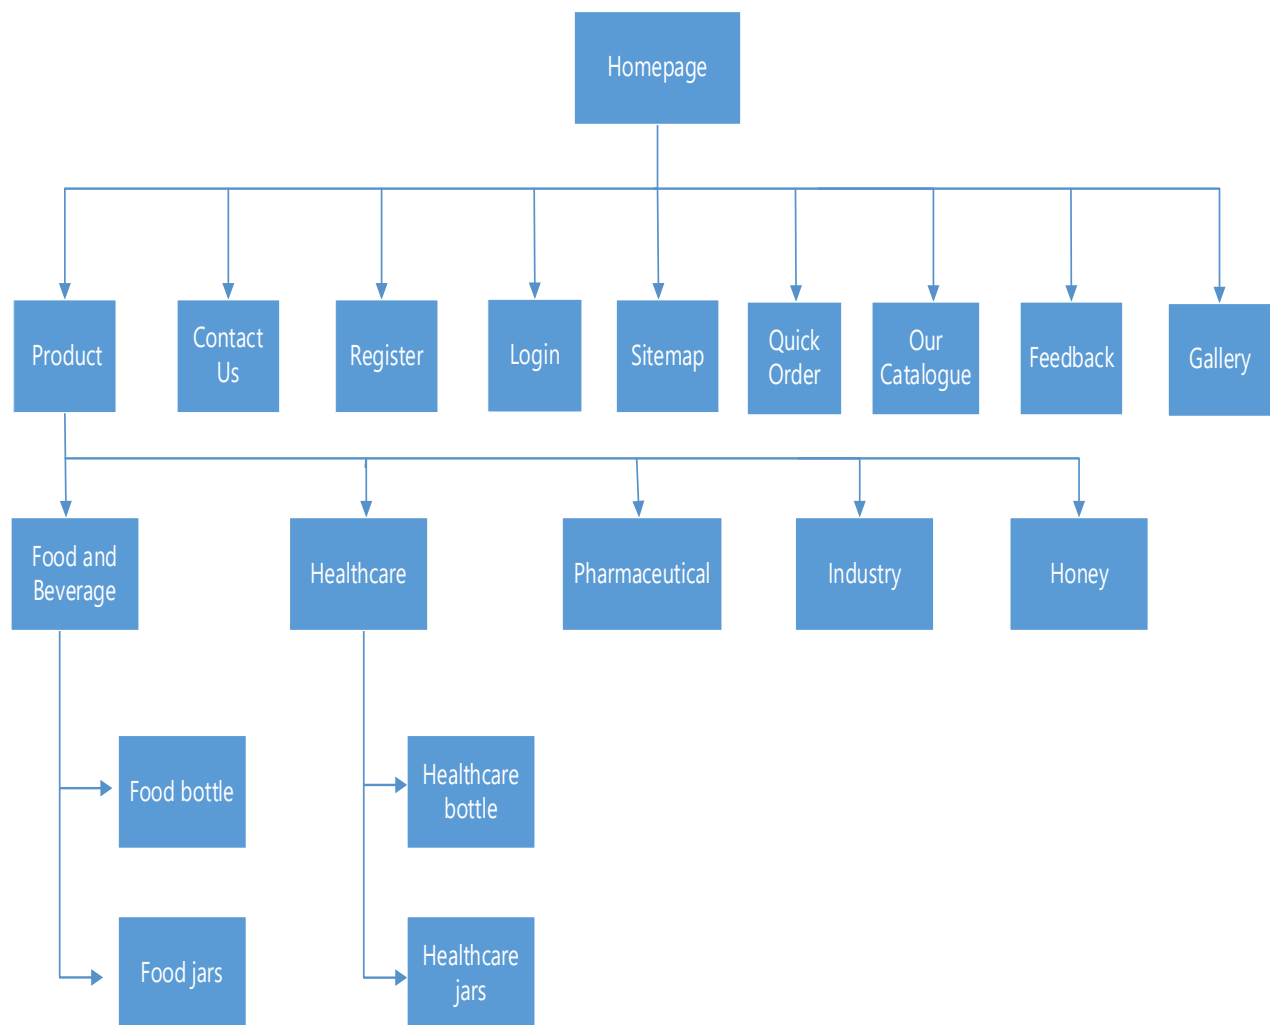 Homepage
Product
Contact
Us
Register
Login
Sitemap
Quick
Order
Our
Catalogue
Feedback
Gallery
Food and
Beverage
Healthcare
Pharmaceutical
Industry
Honey
Food bottle
Healthcare
bottle
Food jars
Healthcare
jars